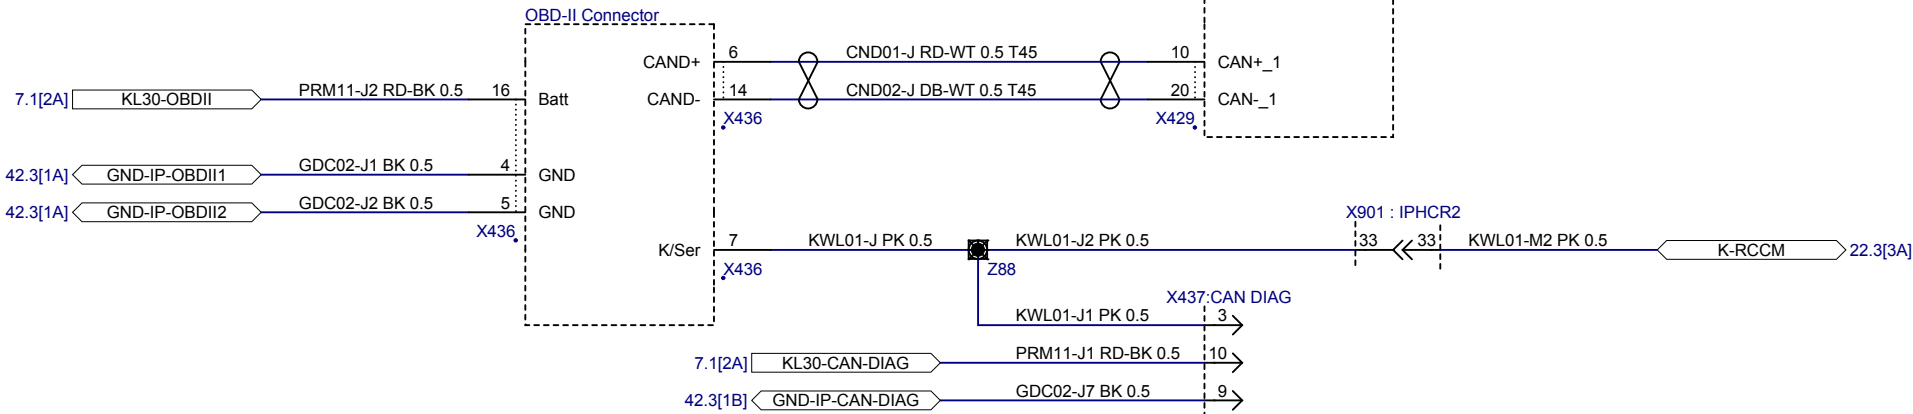 OBD-II Connector
CAND+ 6 CND01-J RD-WT 0.5 T45 10 CAN+_1
7.1[2A] KL30-OBDII PRM11-J2 RD-BK 0.5 16 Batt
CAND- 14 CND02-J DB-WT 0.5 T45 20 CAN-_1
X436 X429
42.3[1A] GND-IP-OBDII1 GDC02-J1 BK 0.5 4 GND
42.3[1A] GND-IP-OBDII2 GDC02-J2 BK 0.5 5 GND
X436
X901 : IPHCR2
K/Ser 7 KWL01-J PK 0.5 KWL01-J2 PK 0.5 33 33 KWL01-M2 PK 0.5 K-RCCM 22.3[3A]
X436 Z88
X437:CAN DIAG
KWL01-J1 PK 0.5 3
7.1[2A] KL30-CAN-DIAG PRM11-J1 RD-BK 0.5 10
42.3[1B] GND-IP-CAN-DIAG GDC02-J7 BK 0.5 9